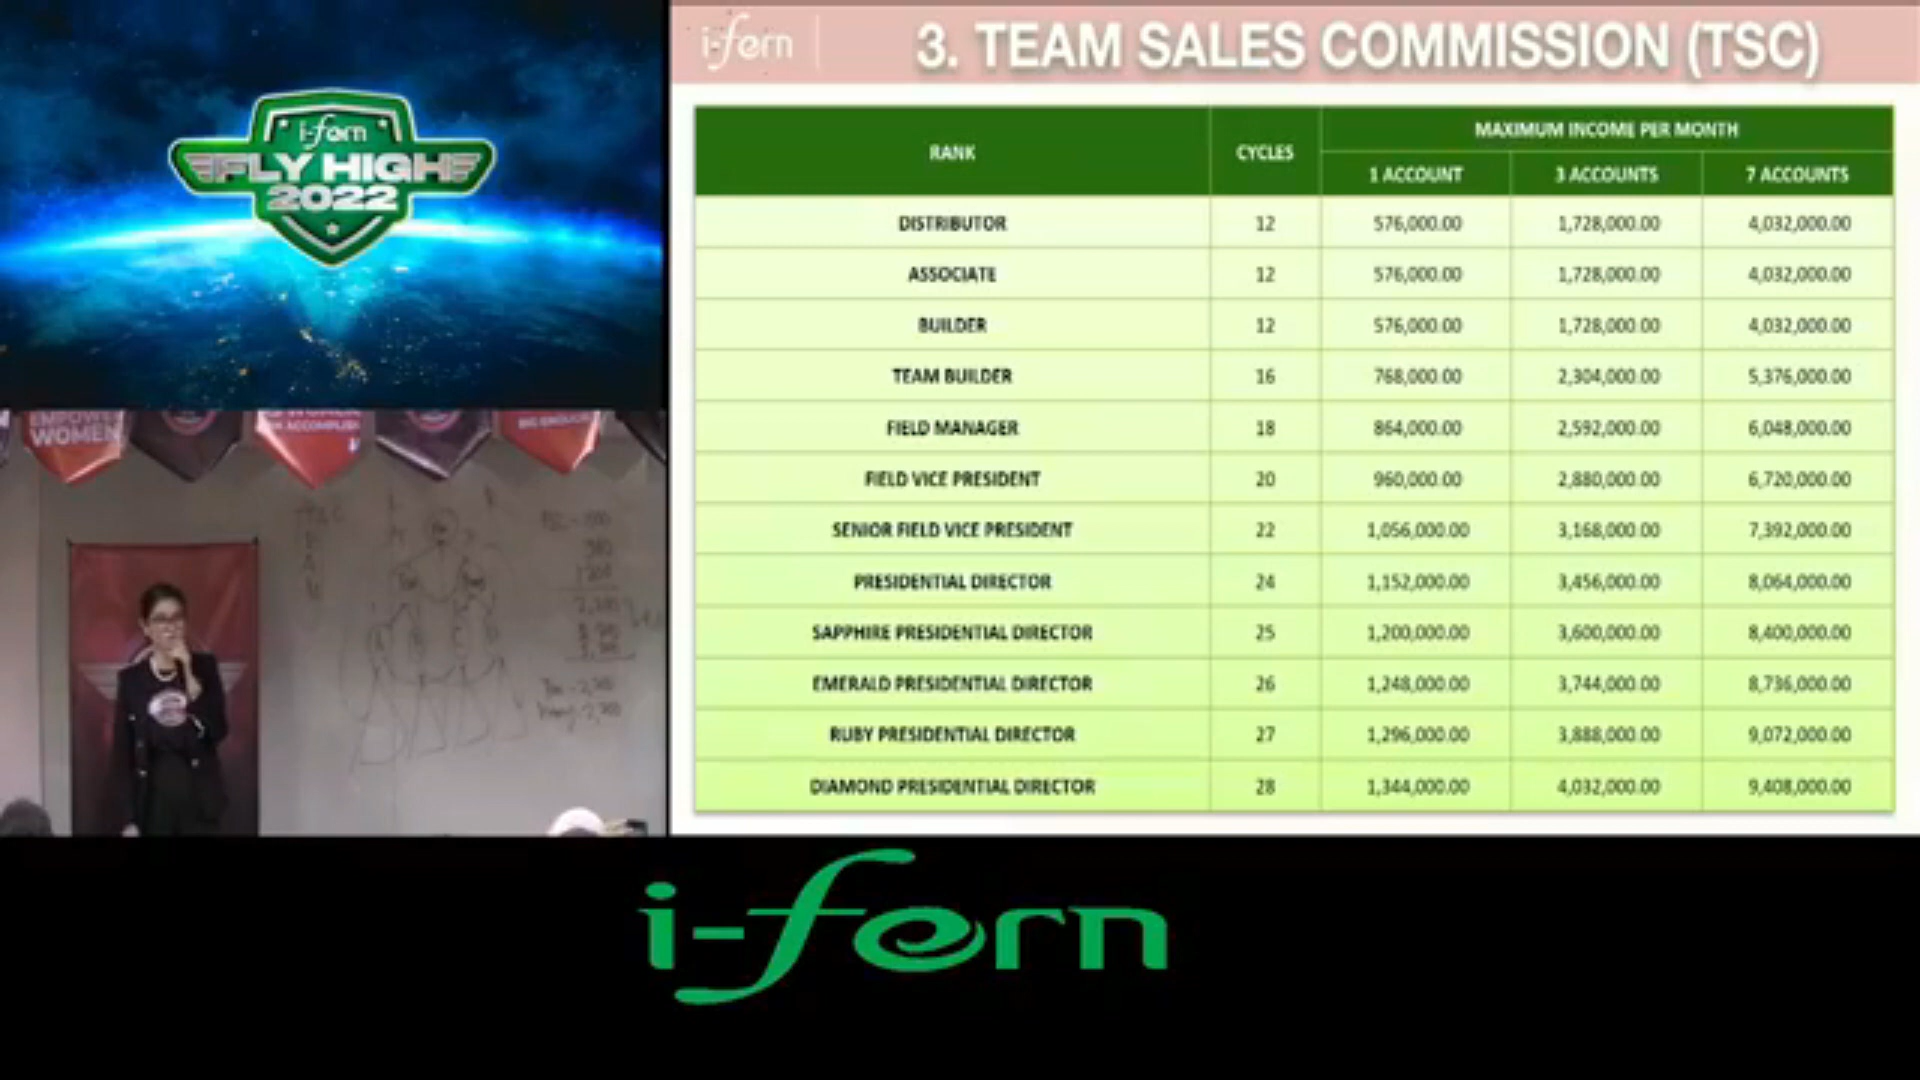 i-fern
FLY HIGH
2022
EMPOWER
WOMEN
ACCOMPLISH
BIG ENOUGH
i-fern
3. TEAM SALES COMMISSION (TSC)
RANK CYCLES MAXIMUM INCOME PER MONTH
1 ACCOUNT 3 ACCOUNTS 7 ACCOUNTS
DISTRIBUTOR 12 576,000.00 1,728,000.00 4,032,000.00
ASSOCIATE 12 576,000.00 1,728,000.00 4,032,000.00
BUILDER 12 576,000.00 1,728,000.00 4,032,000.00
TEAM BUILDER 16 768,000.00 2,304,000.00 5,376,000.00
FIELD MANAGER 18 864,000.00 2,592,000.00 6,048,000.00
FIELD VICE PRESIDENT 20 960,000.00 2,880,000.00 6,720,000.00
SENIOR FIELD VICE PRESIDENT 22 1,056,000.00 3,168,000.00 7,392,000.00
PRESIDENTIAL DIRECTOR 24 1,152,000.00 3,456,000.00 8,064,000.00
SAPPHIRE PRESIDENTIAL DIRECTOR 25 1,200,000.00 3,600,000.00 8,400,000.00
EMERALD PRESIDENTIAL DIRECTOR 26 1,248,000.00 3,744,000.00 8,736,000.00
RUBY PRESIDENTIAL DIRECTOR 27 1,296,000.00 3,888,000.00 9,072,000.00
DIAMOND PRESIDENTIAL DIRECTOR 28 1,344,000.00 4,032,000.00 9,408,000.00
i-fern